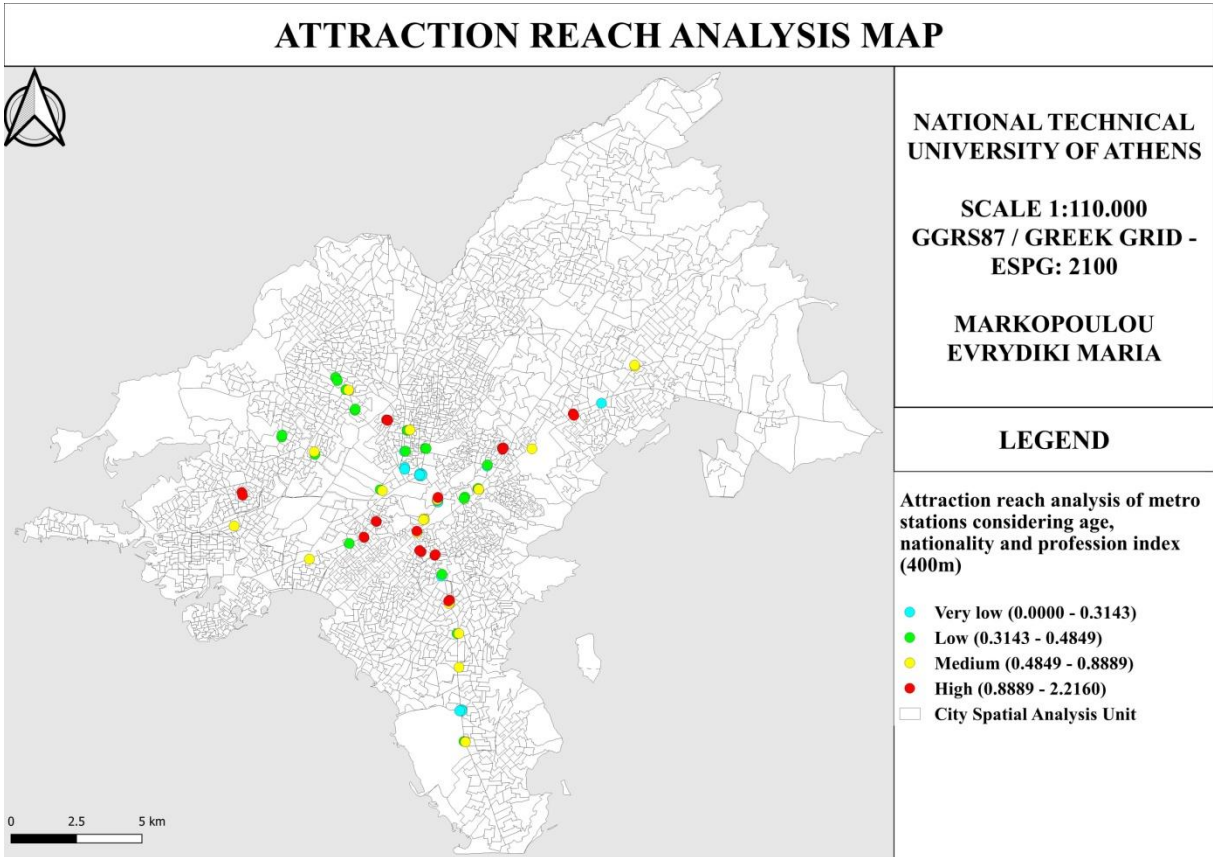 ATTRACTION REACH ANALYSIS MAP
NATIONAL TECHNICAL
UNIVERSITY OF ATHENS
SCALE 1:110.000
GGRS87 / GREEK GRID -
ESPG: 2100
MARKOPOULOU
EVRYDIKI MARIA
LEGEND
Attraction reach analysis of metro
stations considering age,
nationality and profession index
(400m)
Very low (0.0000 - 0.3143)
Low (0.3143 - 0.4849)
Medium (0.4849 - 0.8889)
High (0.8889 - 2.2160)
City Spatial Analysis Unit
0 2.5 5 km